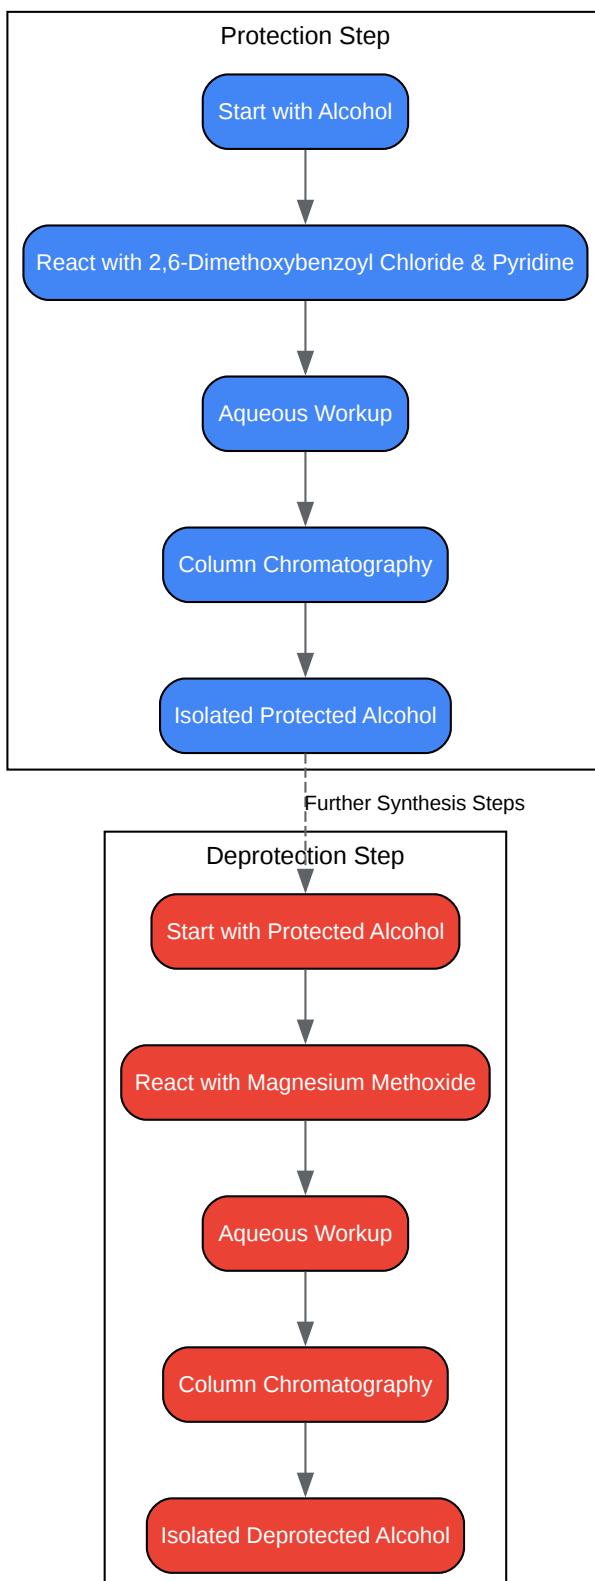 Protection Step
Start with Alcohol
React with 2,6-Dimethoxybenzoyl Chloride & Pyridine
Aqueous Workup
Column Chromatography
Isolated Protected Alcohol
Further Synthesis Steps
Deprotection Step
Start with Protected Alcohol
React with Magnesium Methoxide
Aqueous Workup
Column Chromatography
Isolated Deprotected Alcohol